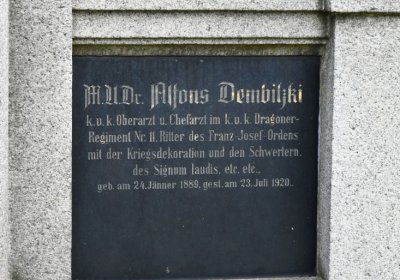 M.U.Dr. Alfons Dembitzki
k.u.k. Oberarzt u. Chefarzt im k.u.k. Dragoner-
Regiment Nr. 11, Ritter des Franz-Josef-Ordens
mit der Kriegsdekoration und den Schwertern,
des Signum laudis, etc. etc.,
geb. am 24. Jänner 1889, gest. am 23. Juli 1920.